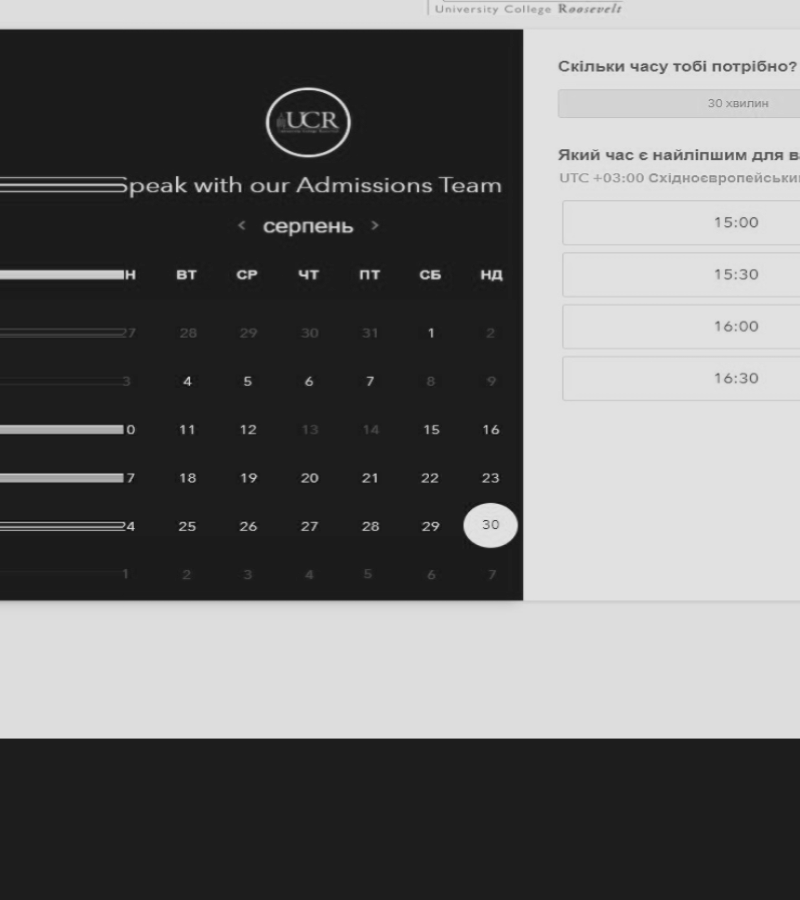 University College Roosevelt
UCR
Speak with our Admissions Team
< серпень >
Н ВТ СР ЧТ ПТ СБ НД
27 28 29 30 31 1 2
3 4 5 6 7 8 9
0 11 12 13 14 15 16
7 18 19 20 21 22 23
24 25 26 27 28 29 30
1 2 3 4 5 6 7
Скільки часу тобі потрібно?
30 хвилин
Який час є найліпшим для в
UTC +03:00 Східноєвропейськи
15:00
15:30
16:00
16:30